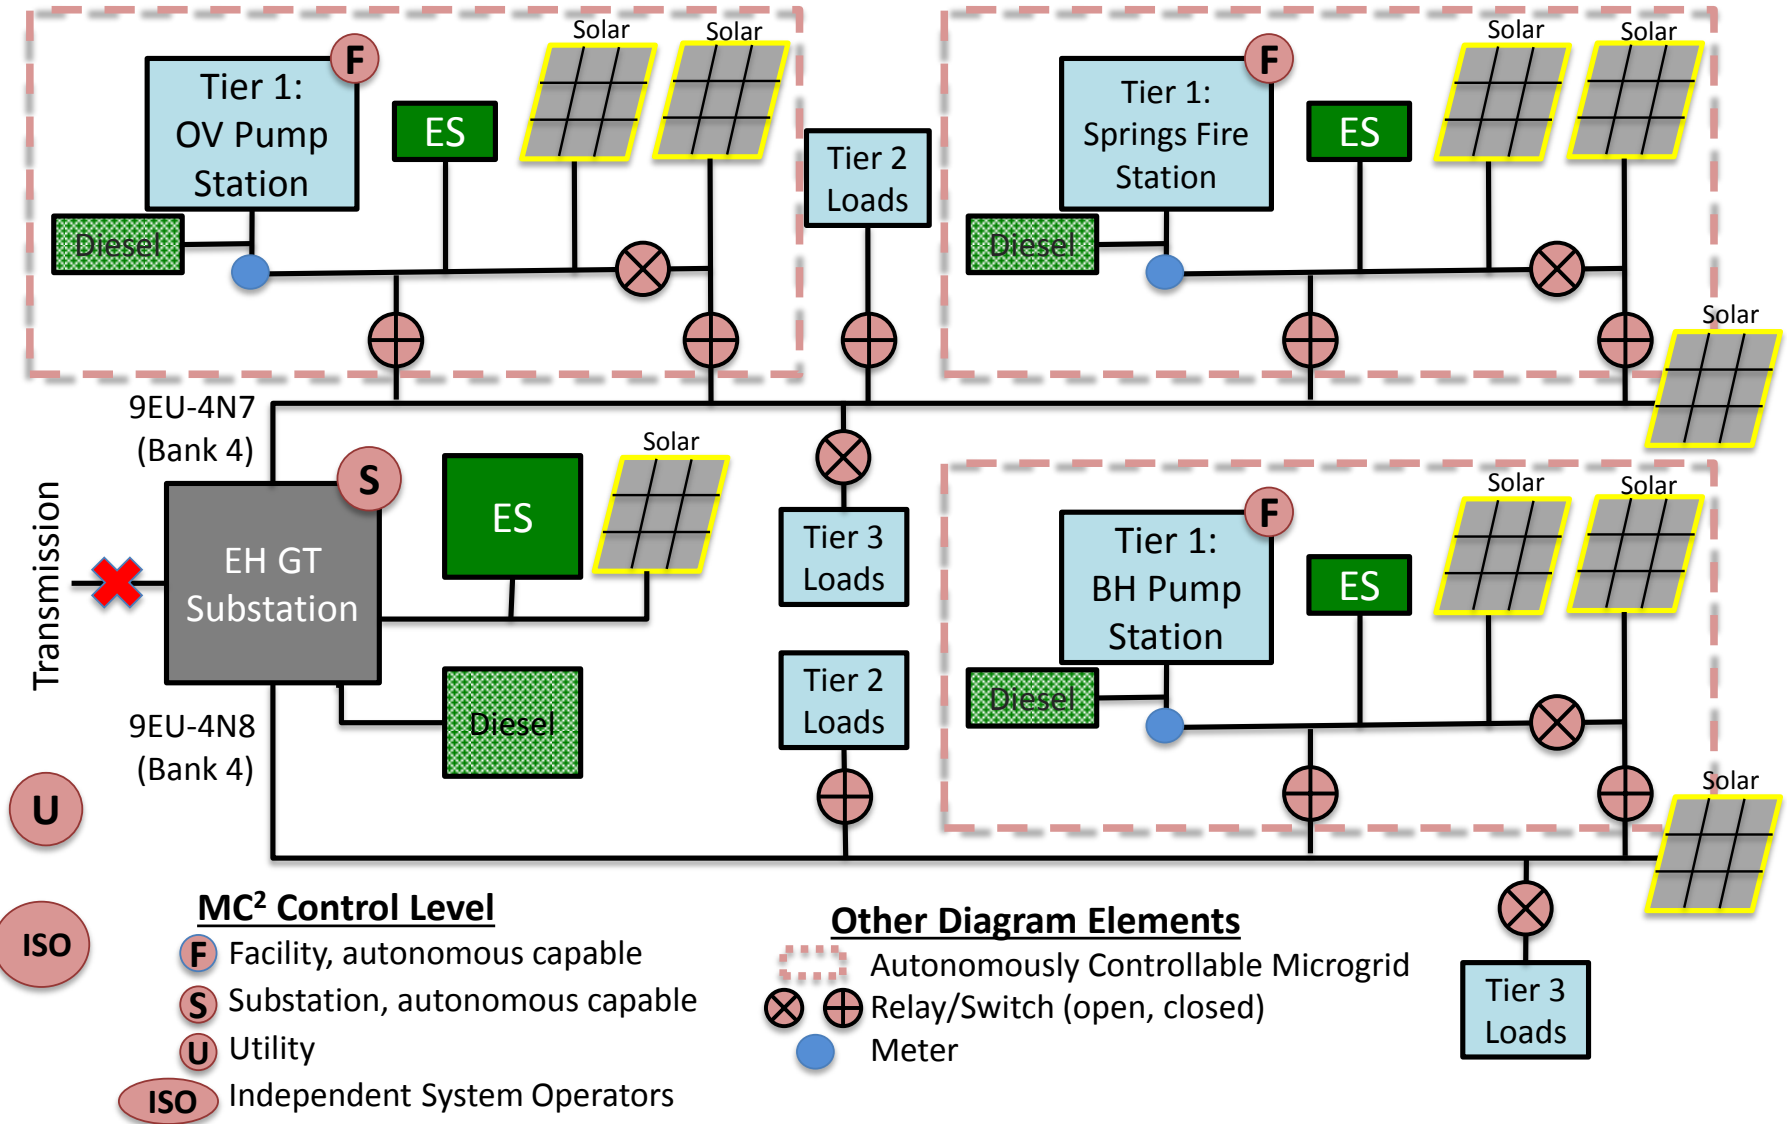 Solar
Solar
F
Tier 1:
OV Pump
Station
ES
Diesel
Tier 2
Loads
Solar
Solar
F
Tier 1:
Springs Fire
Station
ES
Diesel
Solar
9EU-4N7
(Bank 4)
Transmission
S
EH GT
Substation
ES
Solar
Diesel
Tier 3
Loads
Tier 2
Loads
Solar
Solar
F
Tier 1:
BH Pump
Station
ES
Diesel
Solar
9EU-4N8
(Bank 4)
U
ISO
Tier 3
Loads
MC² Control Level
F Facility, autonomous capable
S Substation, autonomous capable
U Utility
ISO Independent System Operators
Other Diagram Elements
Autonomously Controllable Microgrid
Relay/Switch (open, closed)
Meter